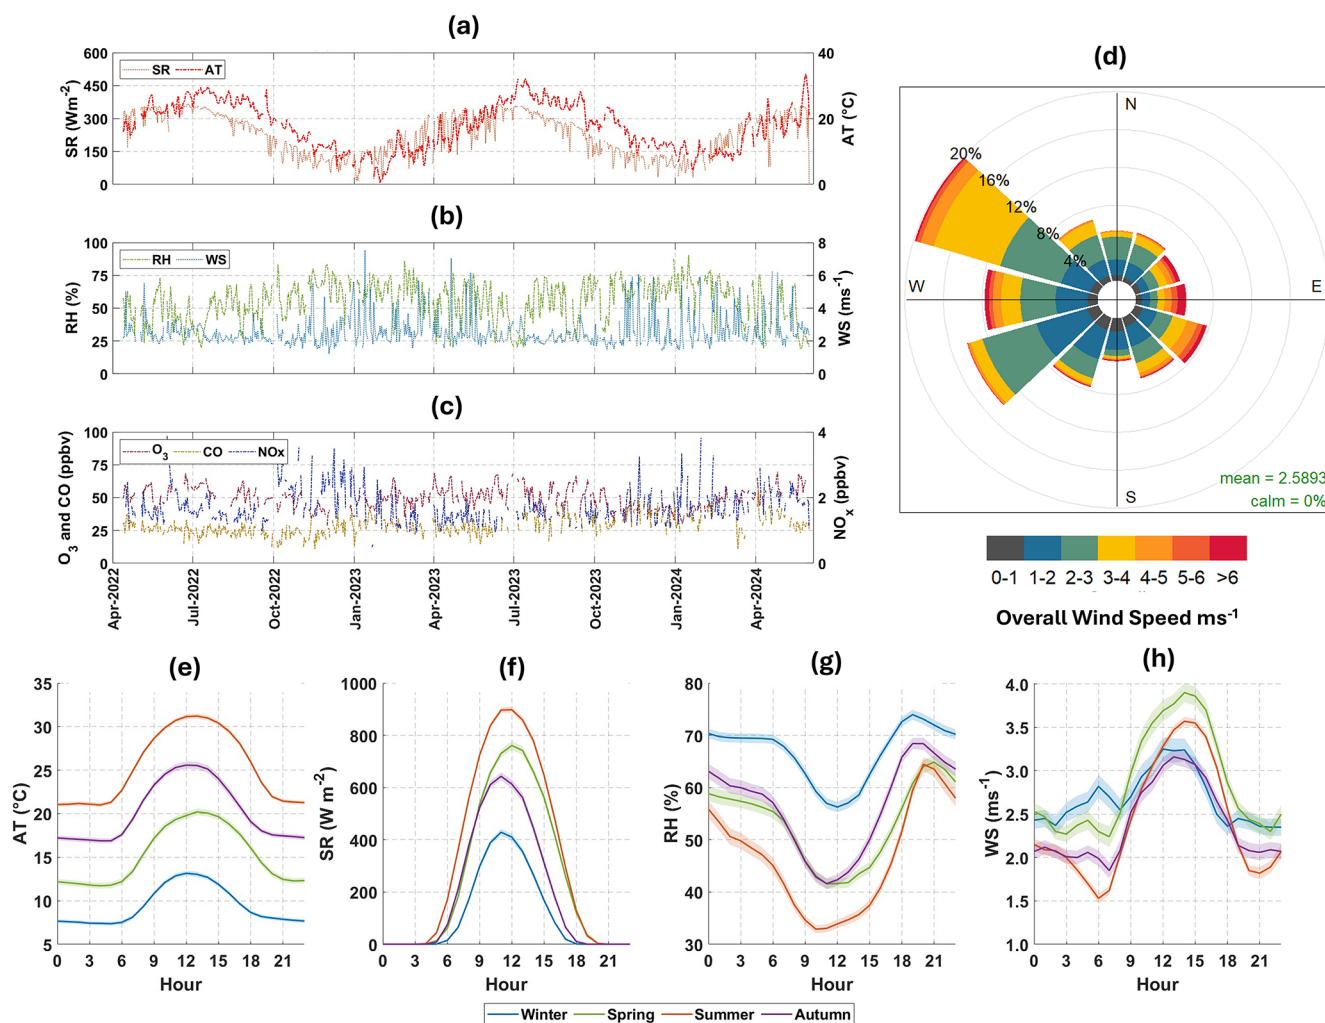 (a)
600
450
300
150
0
SR (Wm-2)
SR AT
40
20
0
AT (°C)
(b)
100
75
50
25
0
RH (%)
RH WS
8
6
4
2
0
WS (ms-1)
(c)
100
75
50
25
0
O3 and CO (ppbv)
O3 CO NOx
4
2
0
NOx (ppbv)
Apr-2022
Jul-2022
Oct-2022
Jan-2023
Apr-2023
Jul-2023
Oct-2023
Jan-2024
Apr-2024
(d)
N
20%
16%
12%
8%
4%
W
E
S
mean = 2.5893
calm = 0%
0-1 1-2 2-3 3-4 4-5 5-6 >6
Overall Wind Speed ms-1
(e)
35
30
25
20
15
10
5
AT (°C)
0 3 6 9 12 15 18 21
Hour
(f)
1000
800
600
400
200
0
SR (W m-2)
0 3 6 9 12 15 18 21
Hour
(g)
80
70
60
50
40
30
RH (%)
0 3 6 9 12 15 18 21
Hour
(h)
4.0
3.5
3.0
2.5
2.0
1.5
1.0
WS (ms-1)
0 3 6 9 12 15 18 21
Hour
Winter Spring Summer Autumn